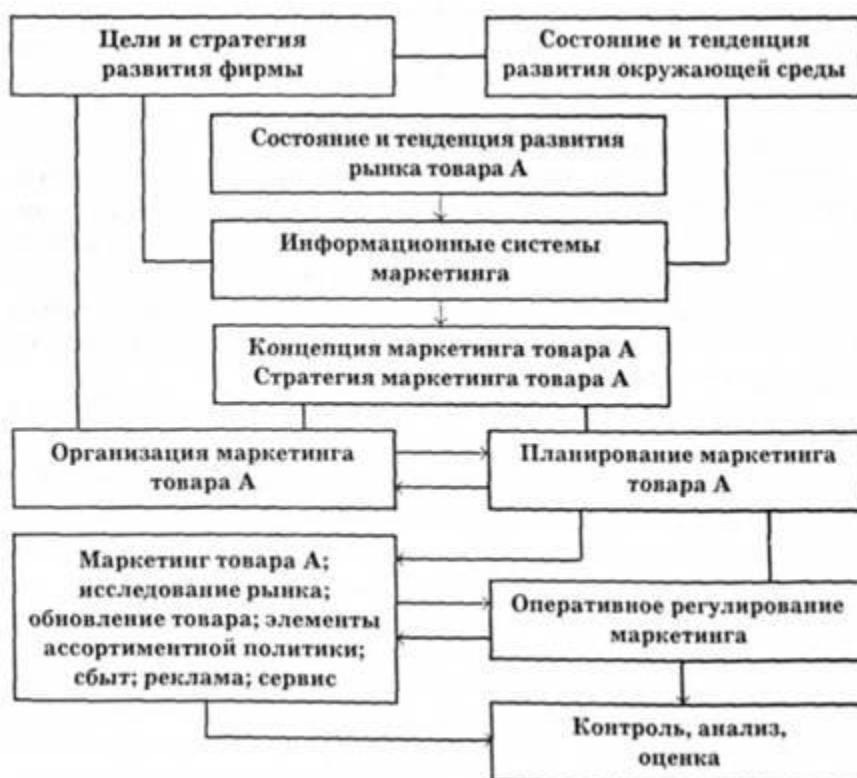 Цели и стратегия
развития фирмы
Состояние и тенденция
развития окружающей среды
Состояние и тенденция развития
рынка товара А
Информационные системы
маркетинга
Концепция маркетинга товара А
Стратегия маркетинга товара А
Организация маркетинга
товара А
Планирование маркетинга
товара А
Маркетинг товара А;
исследование рынка;
обновление товара; элементы
ассортиментной политики;
сбыт; реклама; сервис
Оперативное регулирование
маркетинга
Контроль, анализ,
оценка